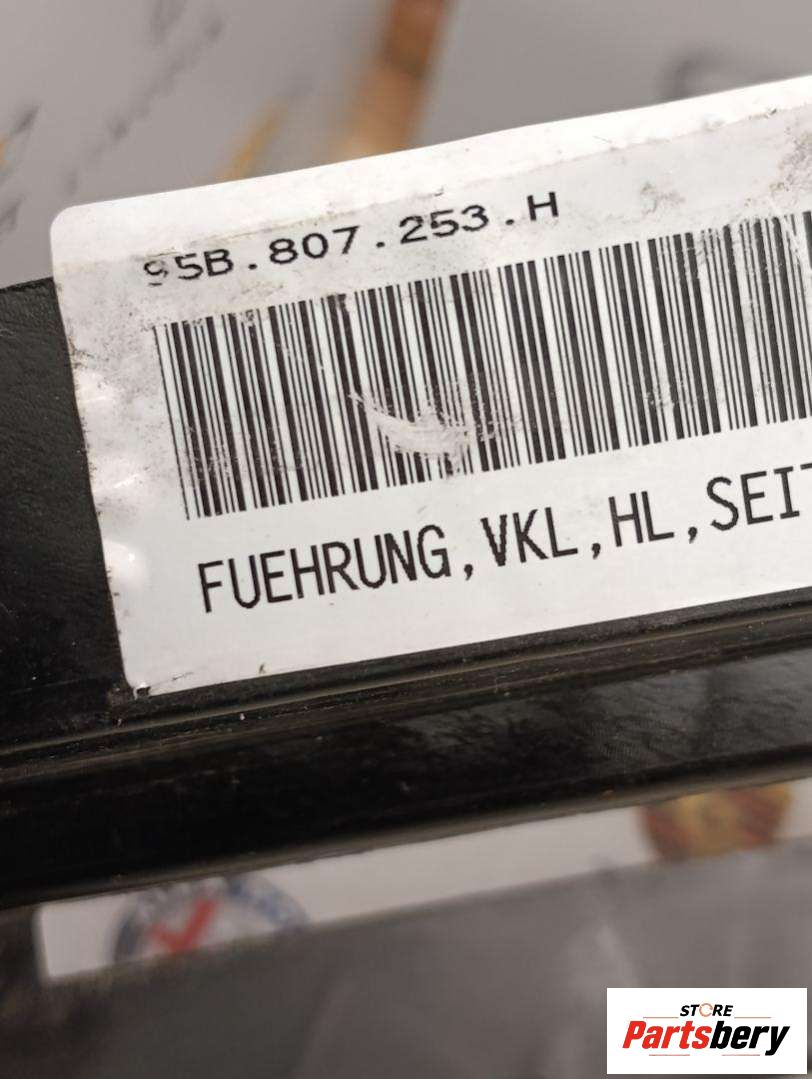 95B.807.253.H
FUEHRUNG,VKL,HL,SEIT
STORE
Partsbery